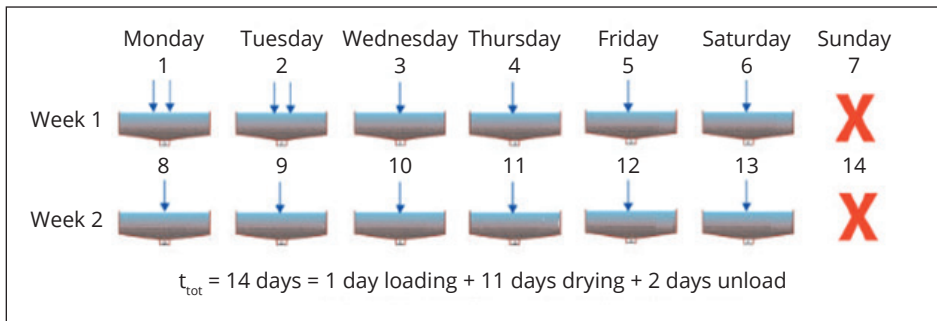 Monday Tuesday Wednesday Thursday Friday Saturday Sunday
1 2 3 4 5 6 7
Week 1
X
8 9 10 11 12 13 14
Week 2
X
t_tot = 14 days = 1 day loading + 11 days drying + 2 days unload